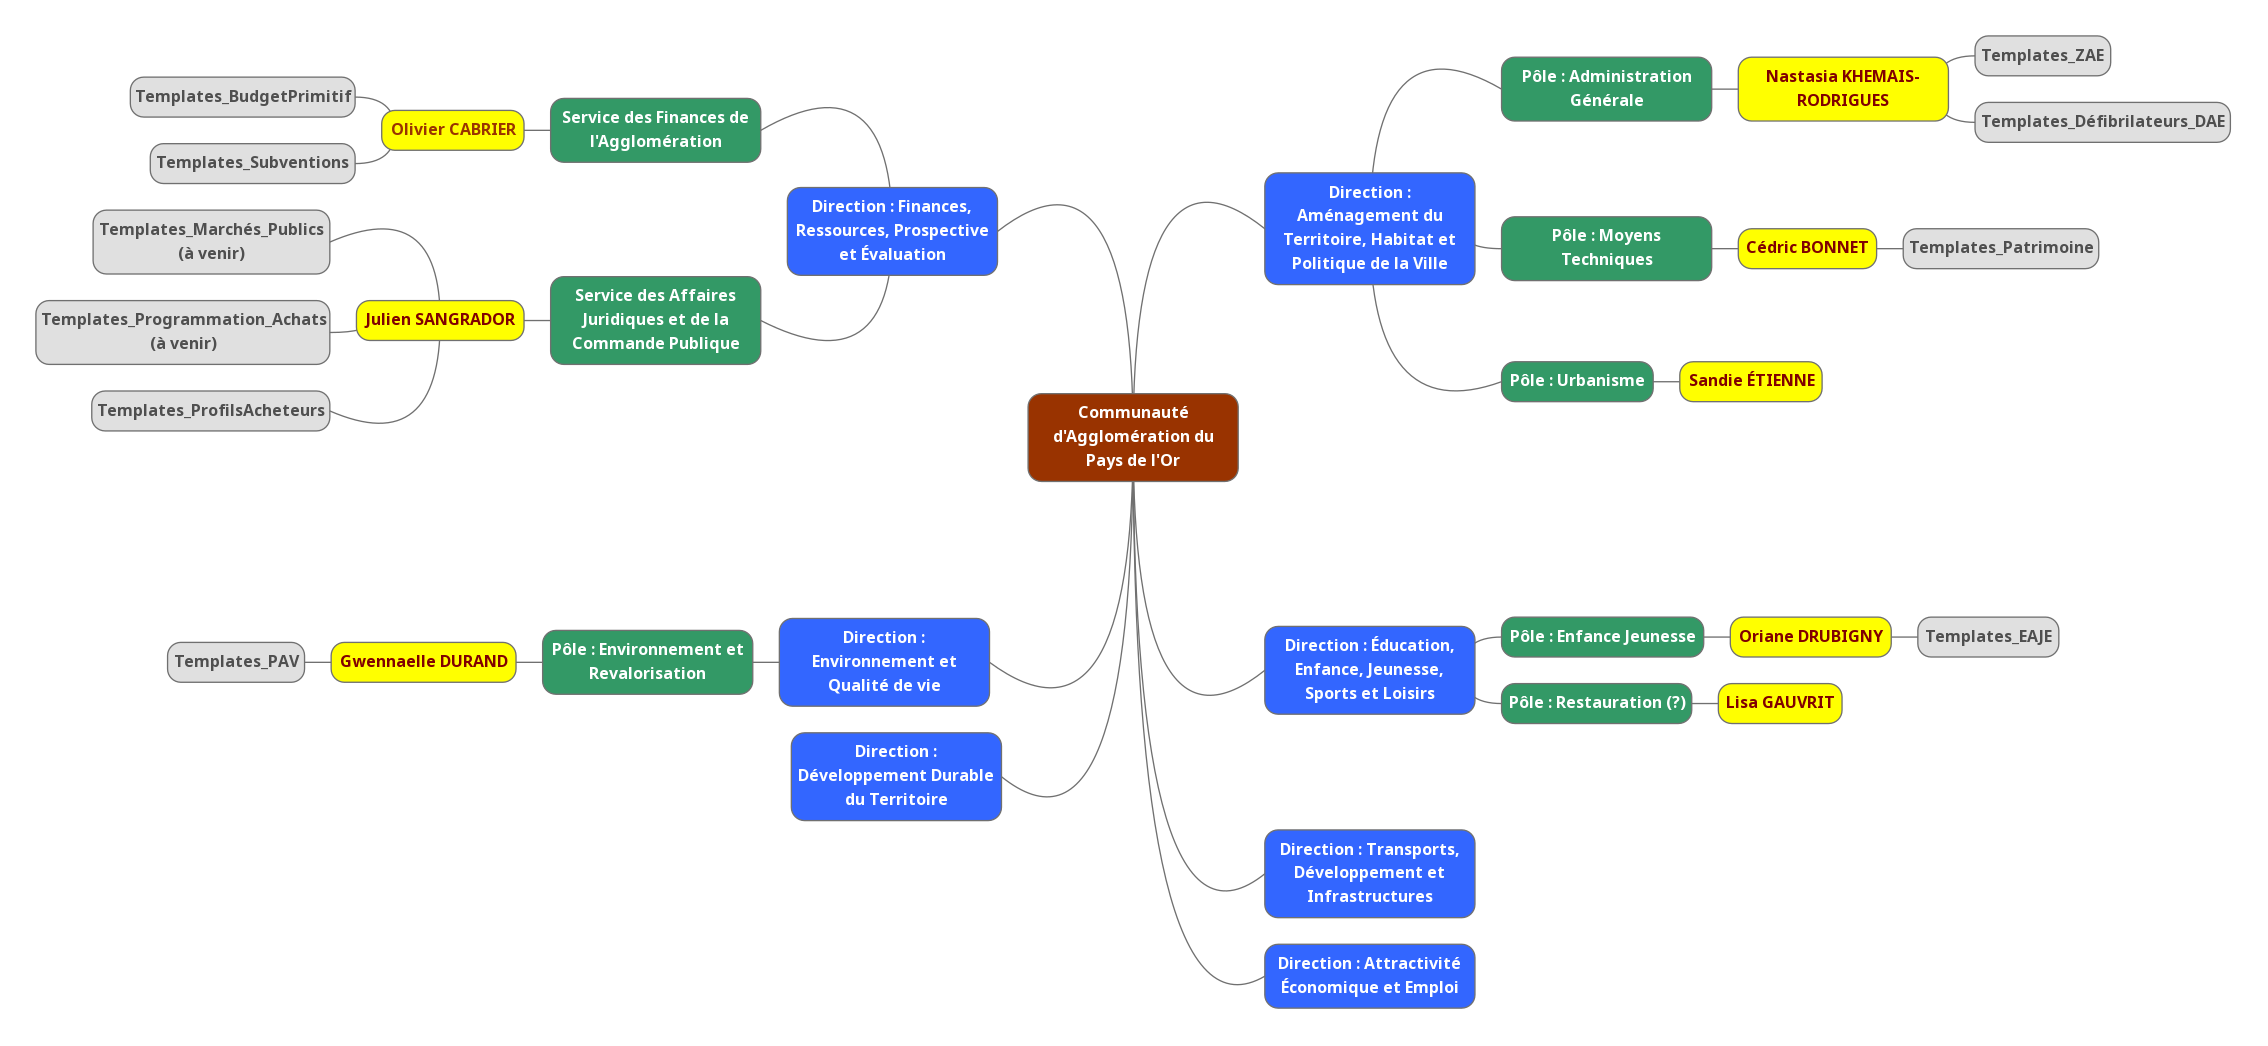 Templates_BudgetPrimitif
Templates_Subventions
Olivier CABRIER
Service des Finances de
l'Agglomération
Templates_Marchés_Publics
(à venir)
Templates_Programmation_Achats
(à venir)
Templates_ProfilsAcheteurs
Julien SANGRADOR
Service des Affaires
Juridiques et de la
Commande Publique
Direction : Finances,
Ressources, Prospective
et Évaluation
Communauté
d'Agglomération du
Pays de l'Or
Direction :
Aménagement du
Territoire, Habitat et
Politique de la Ville
Pôle : Administration
Générale
Nastasia KHEMAIS-
RODRIGUES
Templates_ZAE
Templates_Défibrilateurs_DAE
Pôle : Moyens
Techniques
Cédric BONNET
Templates_Patrimoine
Pôle : Urbanisme
Sandie ÉTIENNE
Templates_PAV
Gwennaelle DURAND
Pôle : Environnement et
Revalorisation
Direction :
Environnement et
Qualité de vie
Direction :
Développement Durable
du Territoire
Direction : Éducation,
Enfance, Jeunesse,
Sports et Loisirs
Pôle : Enfance Jeunesse
Oriane DRUBIGNY
Templates_EAJE
Pôle : Restauration (?)
Lisa GAUVRIT
Direction : Transports,
Développement et
Infrastructures
Direction : Attractivité
Économique et Emploi